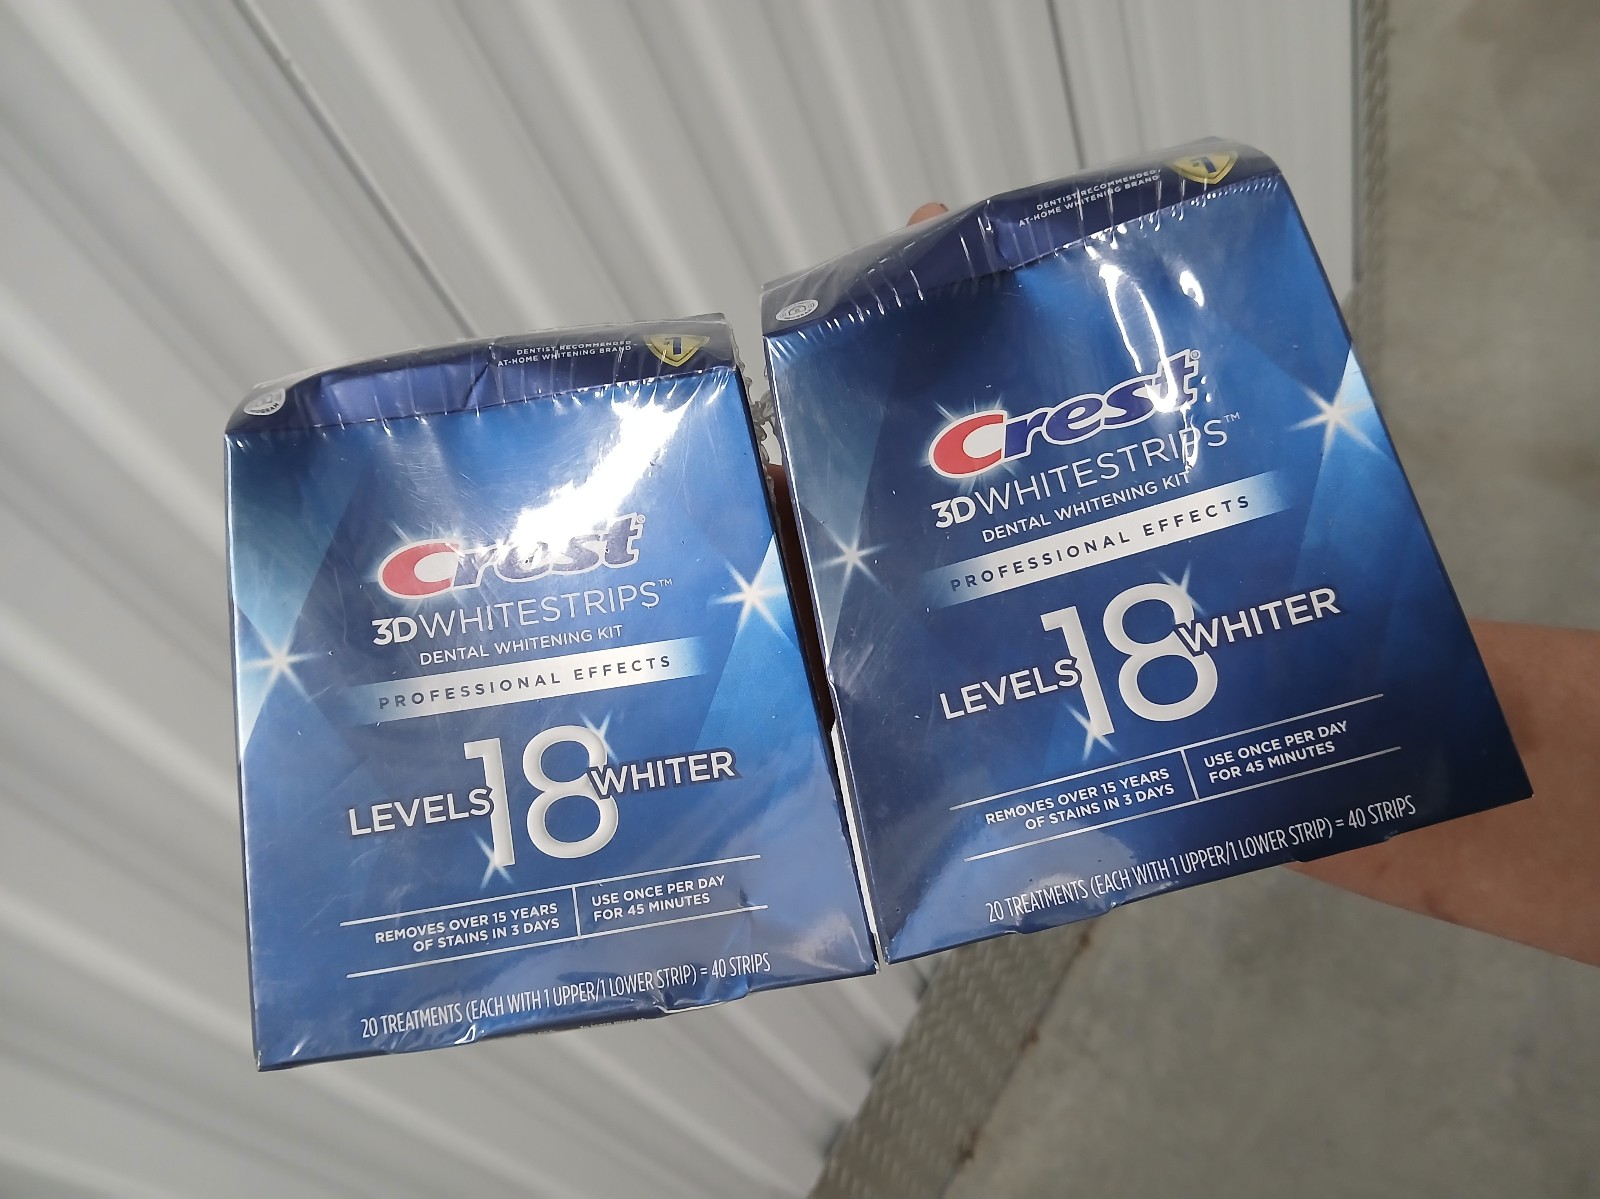 DENTIST RECOMMENDED
AT-HOME WHITENING BRAND
1
Crest®
3DWHITESTRIPS™
DENTAL WHITENING KIT
PROFESSIONAL EFFECTS
LEVELS 18 WHITER
REMOVES OVER 15 YEARS
OF STAINS IN 3 DAYS
USE ONCE PER DAY
FOR 45 MINUTES
20 TREATMENTS (EACH WITH 1 UPPER/1 LOWER STRIP) = 40 STRIPS
DENTIST RECOMMENDED
AT-HOME WHITENING BRAND
1
Crest®
3DWHITESTRIPS™
DENTAL WHITENING KIT
PROFESSIONAL EFFECTS
LEVELS 18 WHITER
REMOVES OVER 15 YEARS
OF STAINS IN 3 DAYS
USE ONCE PER DAY
FOR 45 MINUTES
20 TREATMENTS (EACH WITH 1 UPPER/1 LOWER STRIP) = 40 STRIPS